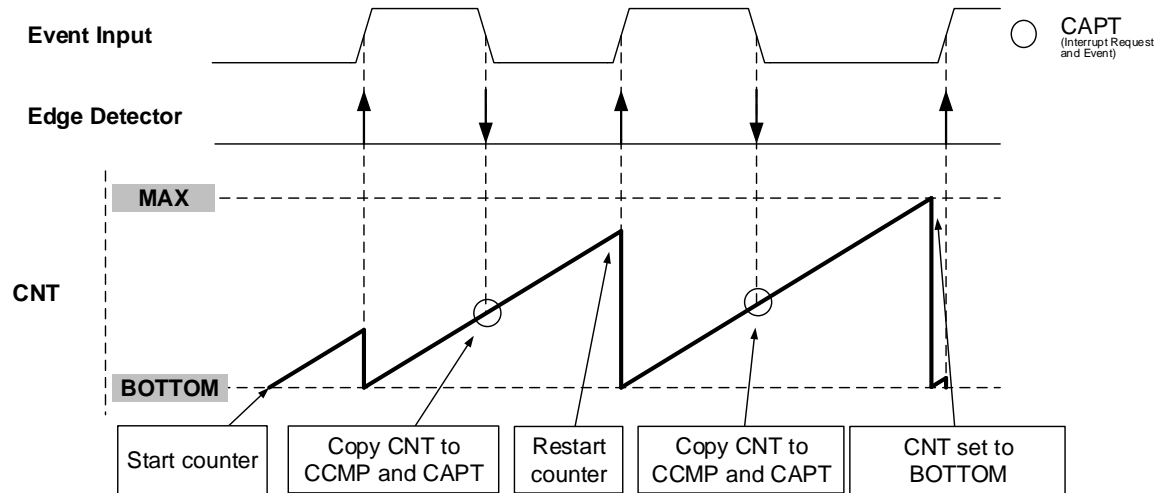 Event Input
CAPT
(Interrupt Request
and Event)
Edge Detector
MAX
CNT
BOTTOM
Start counter
Copy CNT to
CCMP and CAPT
Restart
counter
Copy CNT to
CCMP and CAPT
CNT set to
BOTTOM